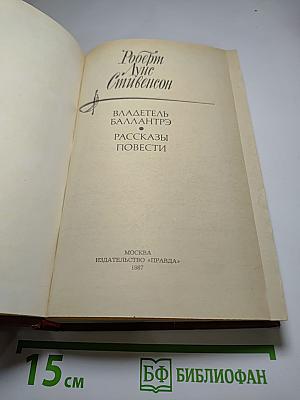 Роберт
Луис
Стивенсон
ВЛАДЕТЕЛЬ
БАЛЛАНТРЭ
•
РАССКАЗЫ
ПОВЕСТИ
МОСКВА
ИЗДАТЕЛЬСТВО «ПРАВДА»
1987
15 см
БФ БИБЛИОФАН